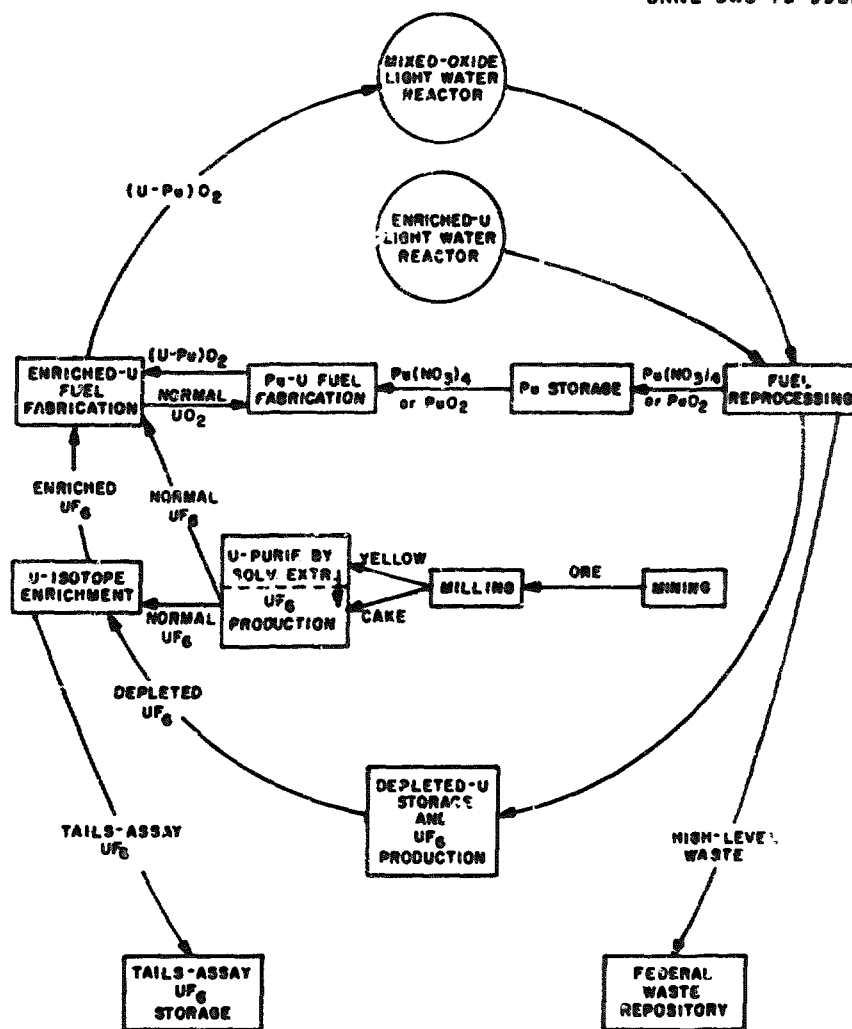 MIXED-OXIDE
LIGHT WATER
REACTOR
(U-Pu)O₂
ENRICHED-U
LIGHT WATER
REACTOR
ENRICHED-U
FUEL
FABRICATION
(U-Pu)O₂
NORMAL
UO₂
Pu-U FUEL
FABRICATION
Pu(NO₃)₄
or PuO₂
Pu STORAGE
Pu(NO₃)₄
or PuO₂
FUEL
REPROCESSING
ENRICHED
UF₆
NORMAL
UF₆
U-ISOTOPE
ENRICHMENT
NORMAL
UF₆
U-PURIF BY
SOLV. EXTR.
UF₆
PRODUCTION
YELLOW
CAKE
MILLING
ORE
MINING
DEPLETED
UF₆
DEPLETED-U
STORAGE
AND
UF₆
PRODUCTION
TAILS-ASSAY
UF₆
HIGH-LEVEL
WASTE
TAILS-ASSAY
UF₆
STORAGE
FEDERAL
WASTE
REPOSITORY